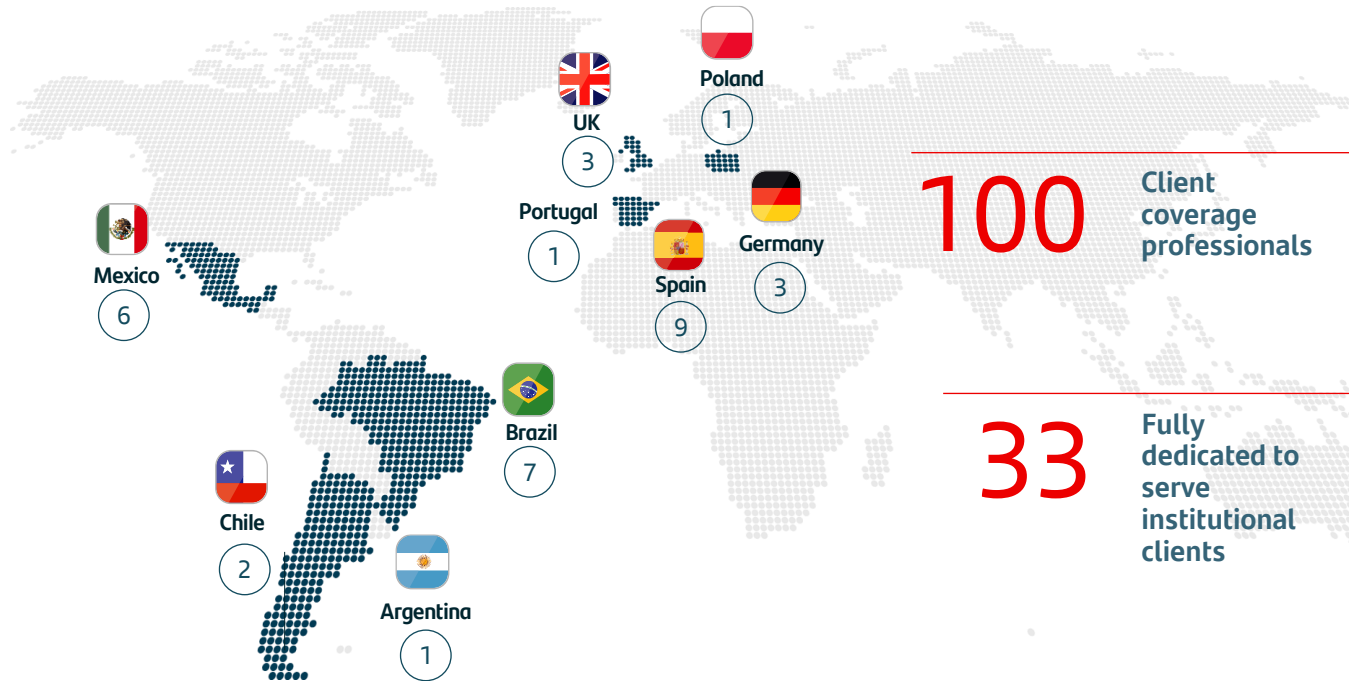 Poland
1
UK
3
Portugal
1
Spain
9
Germany
3
Mexico
6
Brazil
7
Chile
2
Argentina
1
100
Client
coverage
professionals
33
Fully
dedicated to
serve
institutional
clients